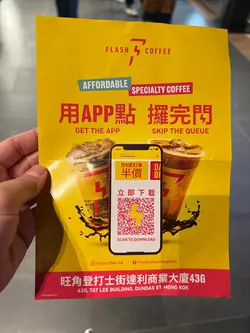 FLASH COFFEE
AFFORDABLE
SPECIALTY COFFEE
用APP點 攞完閃
GET THE APP
SKIP THE QUEUE
半價
立即下載
SCAN TO DOWNLOAD
旺角登打士街達利商業大廈43G
43G, TAT LEE BUILDING, DUNDAS ST, MONG KOK